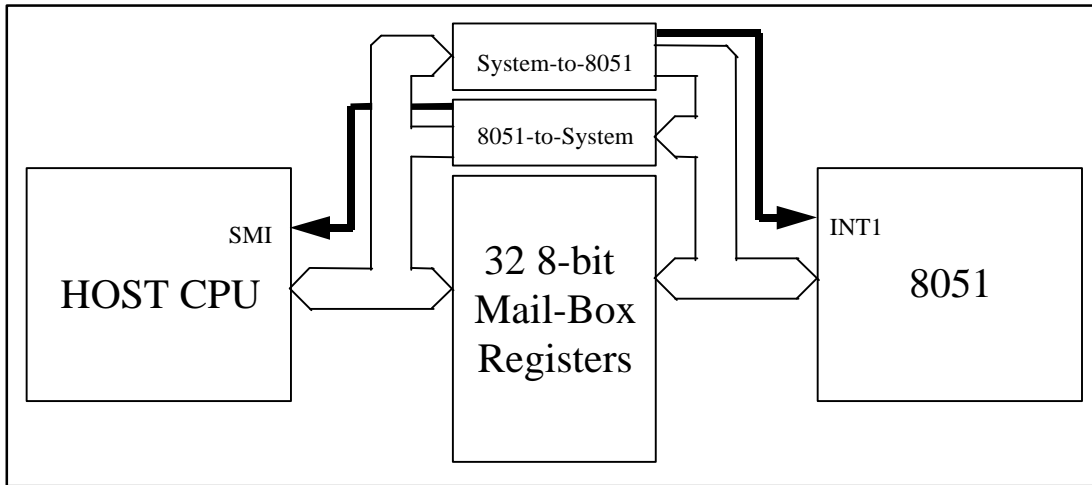 System-to-8051
8051-to-System
SMI
HOST CPU
32 8-bit
Mail-Box
Registers
INT1
8051